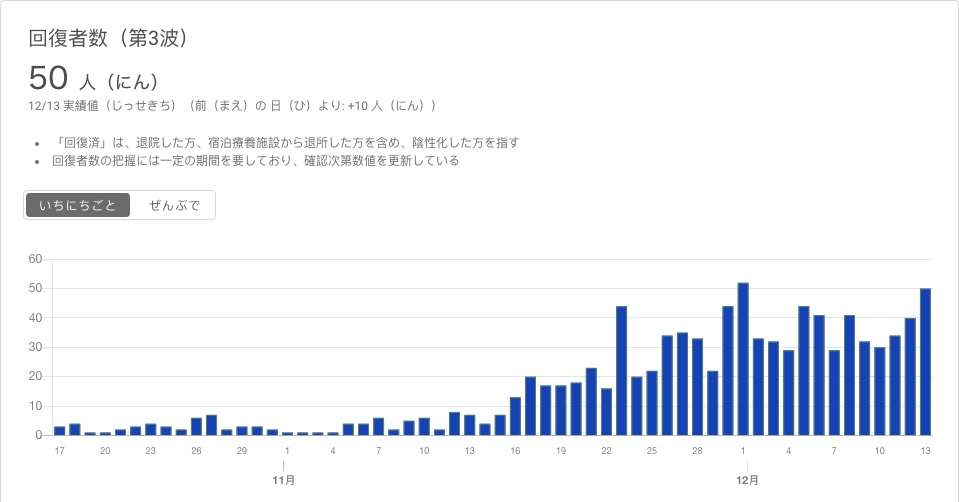 回復者数（第3波）
50 人（にん）
12/13 実績値（じっせきち）（前（まえ）の 日（ひ）より: +10 人（にん））
• 「回復済」は、退院した方、宿泊療養施設から退所した方を含め、陰性化した方を指す
• 回復者数の把握には一定の期間を要しており、確認次第数値を更新している
いちにちごと ぜんぶで
60
50
40
30
20
10
0
17 20 23 26 29 1 4 7 10 13 16 19 22 25 28 1 4 7 10 13
11月 12月